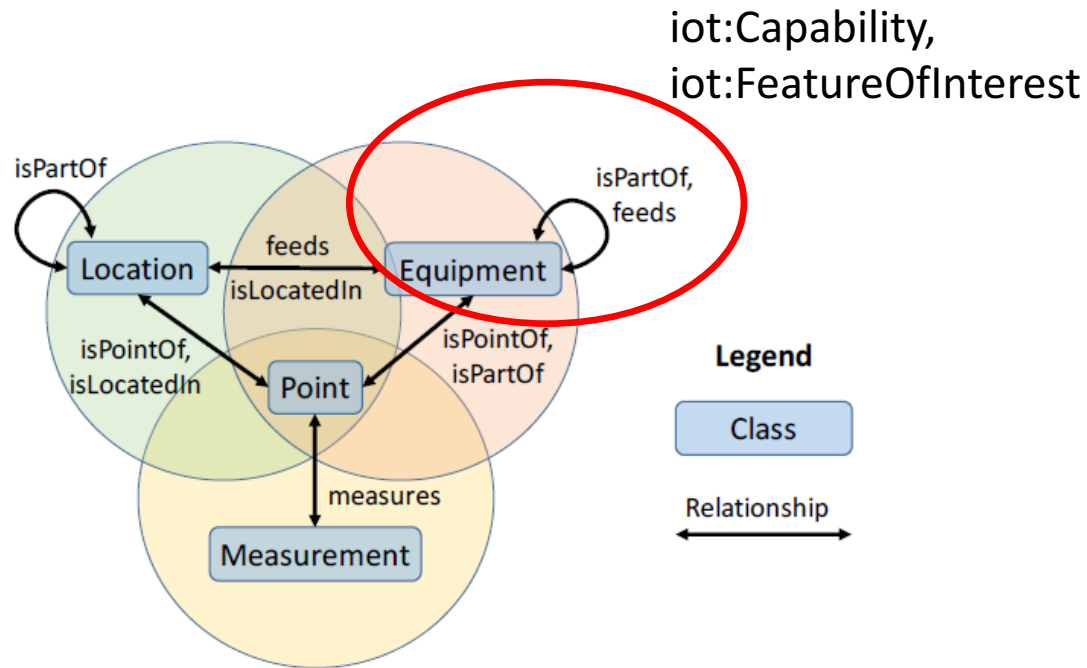 iot:Capability,
iot:FeatureOfInterest
isPartOf
isPartOf,
feeds
feeds
Location
Equipment
isLocatedIn
isPointOf,
isLocatedIn
isPointOf,
isPartOf
Point
measures
Measurement
Legend
Class
Relationship